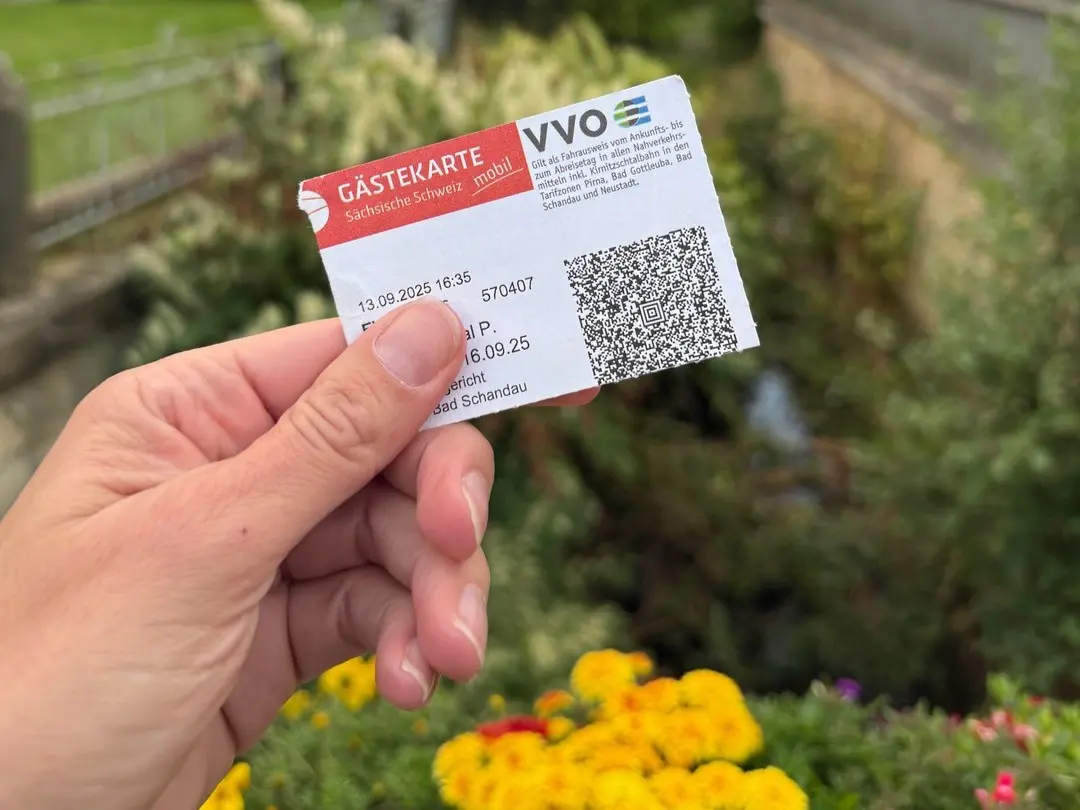 GÄSTEKARTE
Sächsische Schweiz mobil
VVO
Gilt als Fahrausweis vom Ankunfts- bis
zum Abreisetag in allen Nahverkehrs-
mitteln inkl. Kirnitzschtalbahn in den
Tarifzonen Pirna, Bad Gottleuba, Bad
Schandau und Neustadt.
13.09.2025 16:35
570407
P.
16.09.25
Bad Schandau